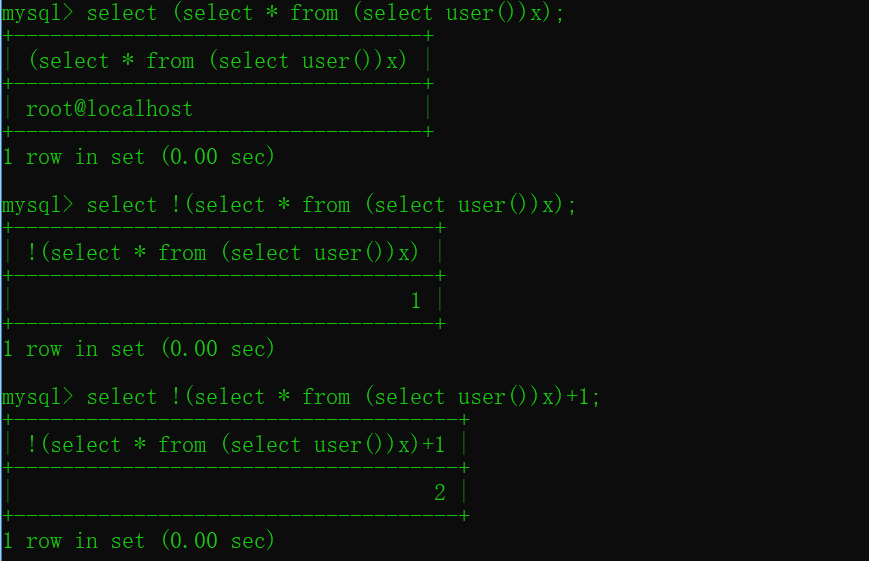 mysql> select (select * from (select user())x);
+---------------------------------+
| (select * from (select user())x) |
+---------------------------------+
| root@localhost |
+---------------------------------+
1 row in set (0.00 sec)
mysql> select !(select * from (select user())x);
+----------------------------------+
| !(select * from (select user())x) |
+----------------------------------+
| 1 |
+----------------------------------+
1 row in set (0.00 sec)
mysql> select !(select * from (select user())x)+1;
+------------------------------------+
| !(select * from (select user())x)+1 |
+------------------------------------+
| 2 |
+------------------------------------+
1 row in set (0.00 sec)